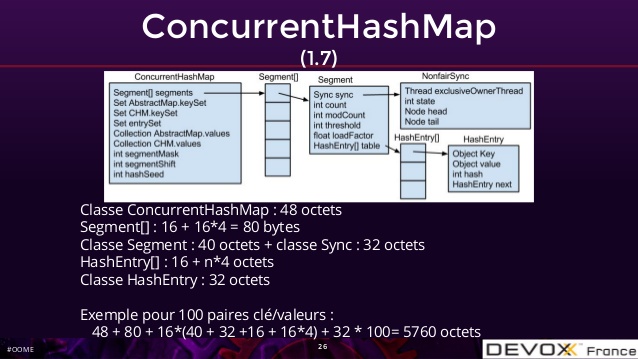 ConcurrentHashMap
(1.7)
ConcurrentHashMap
Segment[] segments
Set AbstractMap.keySet
Set CHM.keySet
Set entrySet
Collection AbstractMap.values
Collection CHM.values
int segmentMask
int segmentShift
int hashSeed
Segment[]
Segment
Sync sync
int count
int modCount
int threshold
float loadFactor
HashEntry[] table
NonfairSync
Thread exclusiveOwnerThread
int state
Node head
Node tail
HashEntry[]
HashEntry
Object Key
Object value
int hash
HashEntry next
Classe ConcurrentHashMap : 48 octets
Segment[] : 16 + 16*4 = 80 bytes
Classe Segment : 40 octets + classe Sync : 32 octets
HashEntry[] : 16 + n*4 octets
Classe HashEntry : 32 octets
Exemple pour 100 paires clé/valeurs :
48 + 80 + 16*(40 + 32 +16 + 16*4) + 32 * 100= 5760 octets
#OOME
26
DEVOXX France